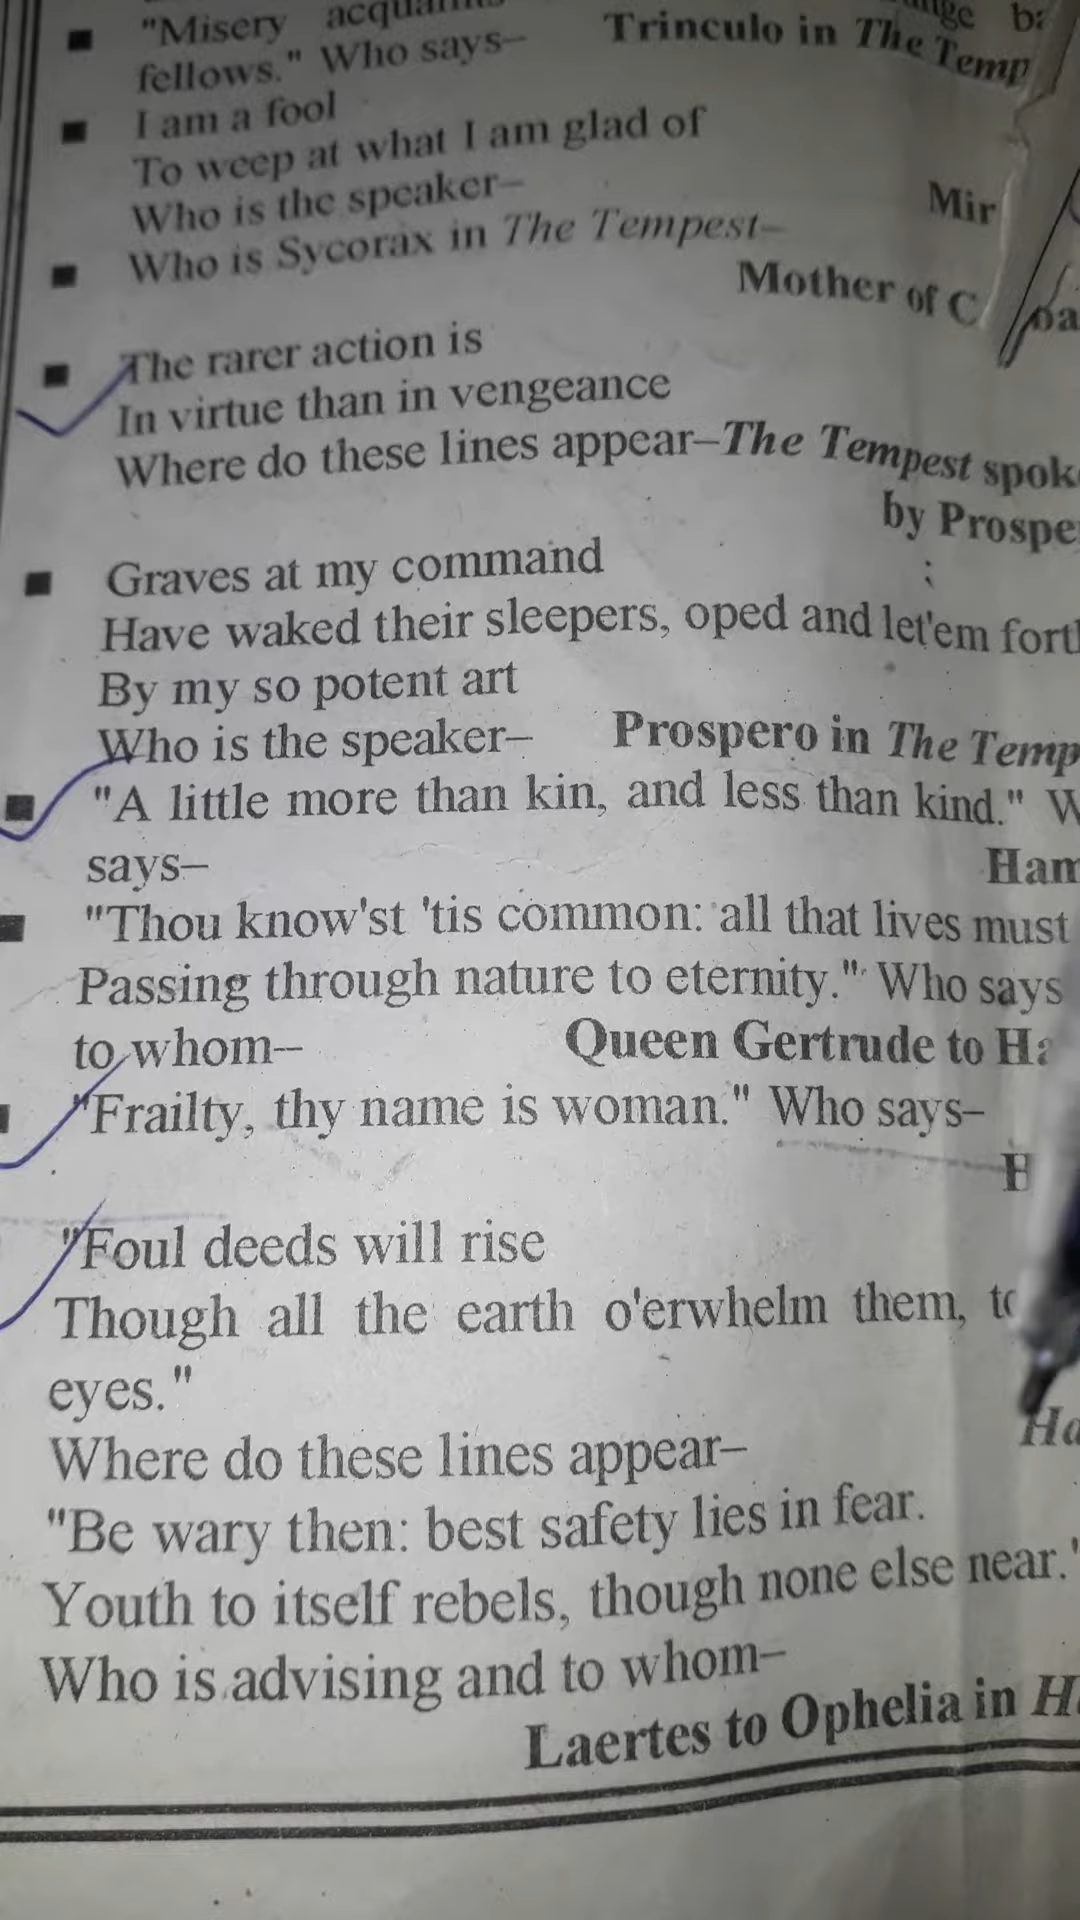 "Misery
fellows." Who says– Trinculo in The Temp
I am a fool
To weep at what I am glad of
Who is the speaker– Mir
Who is Sycorax in The Tempest–
Mother of C
The rarer action is
In virtue than in vengeance
Where do these lines appear–The Tempest spok
by Prospe
Graves at my command
Have waked their sleepers, oped and let'em fort
By my so potent art
Who is the speaker– Prospero in The Temp
"A little more than kin, and less than kind." W
says– Ham
"Thou know'st 'tis common: all that lives must
Passing through nature to eternity." Who says
to whom– Queen Gertrude to Ha
"Frailty, thy name is woman." Who says–
"Foul deeds will rise
Though all the earth o'erwhelm them, to
eyes."
Where do these lines appear– Ha
"Be wary then: best safety lies in fear.
Youth to itself rebels, though none else near."
Who is advising and to whom–
Laertes to Ophelia in H